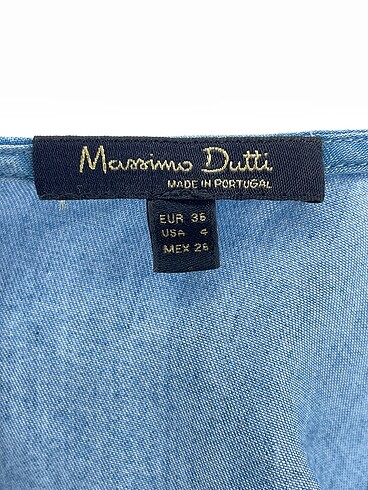 Massimo Dutti
MADE IN PORTUGAL
EUR 36
USA 4
MEX 26